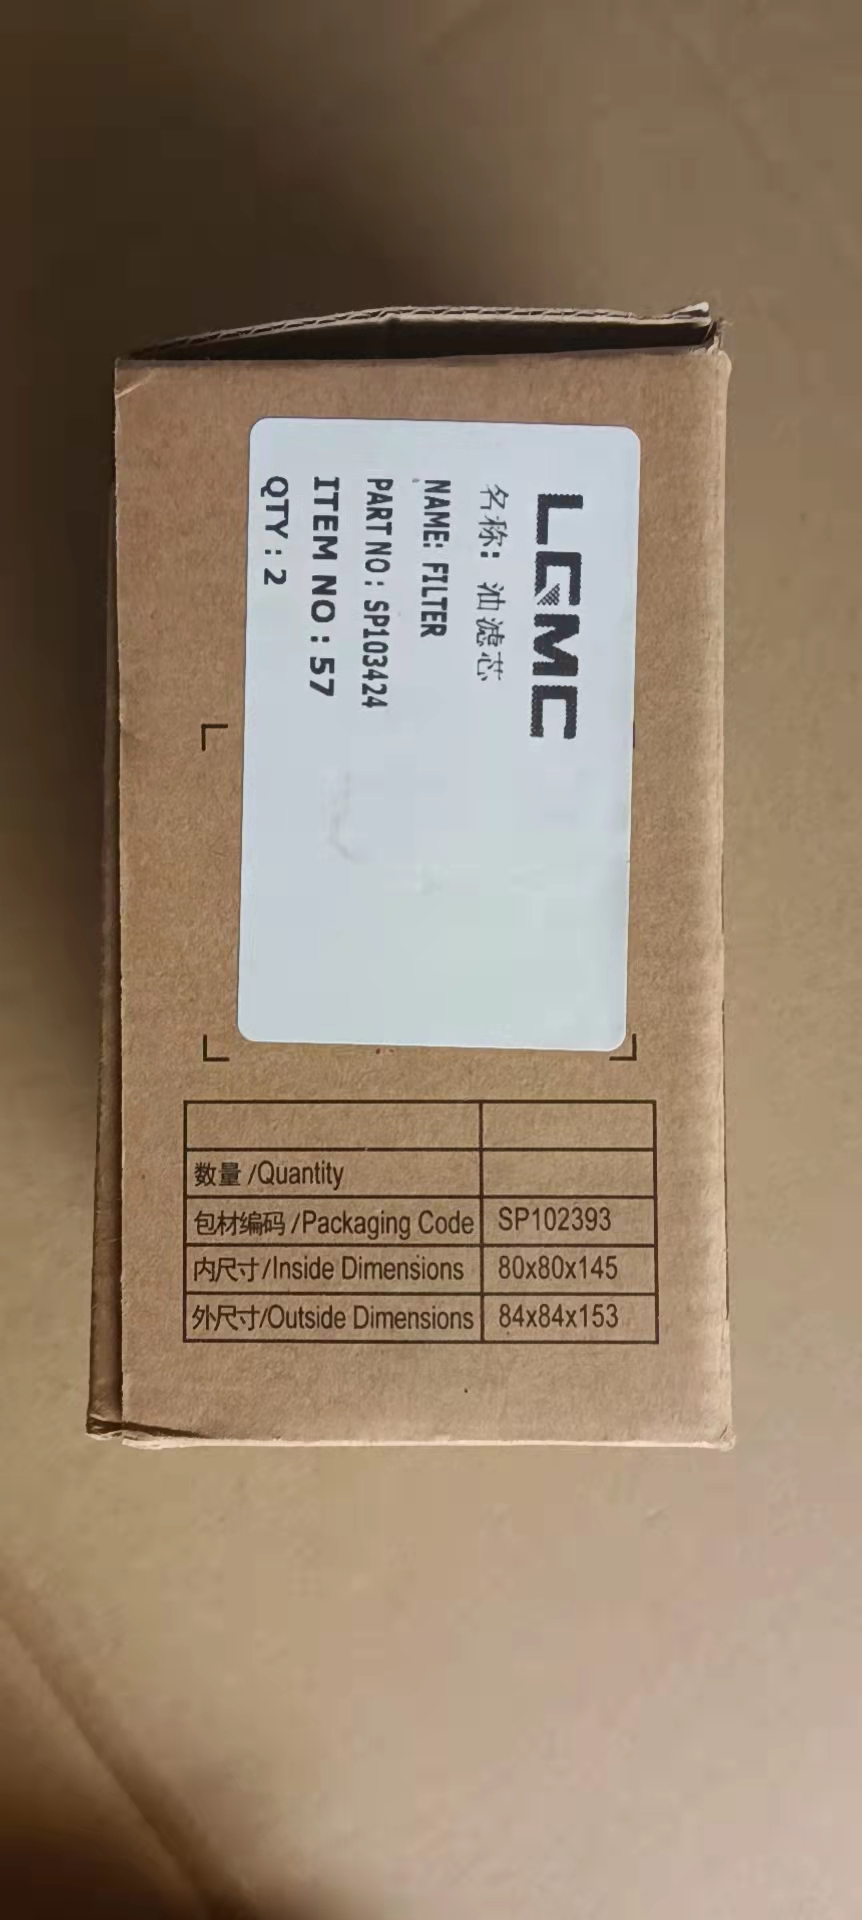 LGMC
名称: 油滤芯
NAME: FILTER
PART NO: SP103424
ITEM NO: 57
QTY: 2
数量/Quantity
包材编码/Packaging Code SP102393
内尺寸/Inside Dimensions 80x80x145
外尺寸/Outside Dimensions 84x84x153